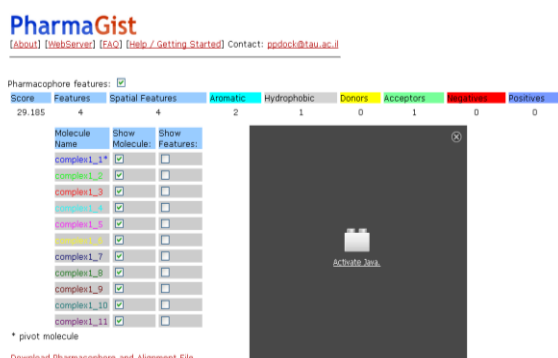 PharmaGist
[About] [WebServer] [FAQ] [Help / Getting Started] Contact: ppdock@tau.ac.il
Pharmacophore features:
Score Features Spatial Features Aromatic Hydrophobic Donors Acceptors Negatives Positives
29.185 4 4 2 1 0 1 0 0
Molecule Name Show Molecule: Show Features:
complex1_1*
complex1_2
complex1_3
complex1_4
complex1_5
complex1_6
complex1_7
complex1_8
complex1_9
complex1_10
complex1_11
Activate Java.
* pivot molecule
Download Pharmacophore and Alignment File